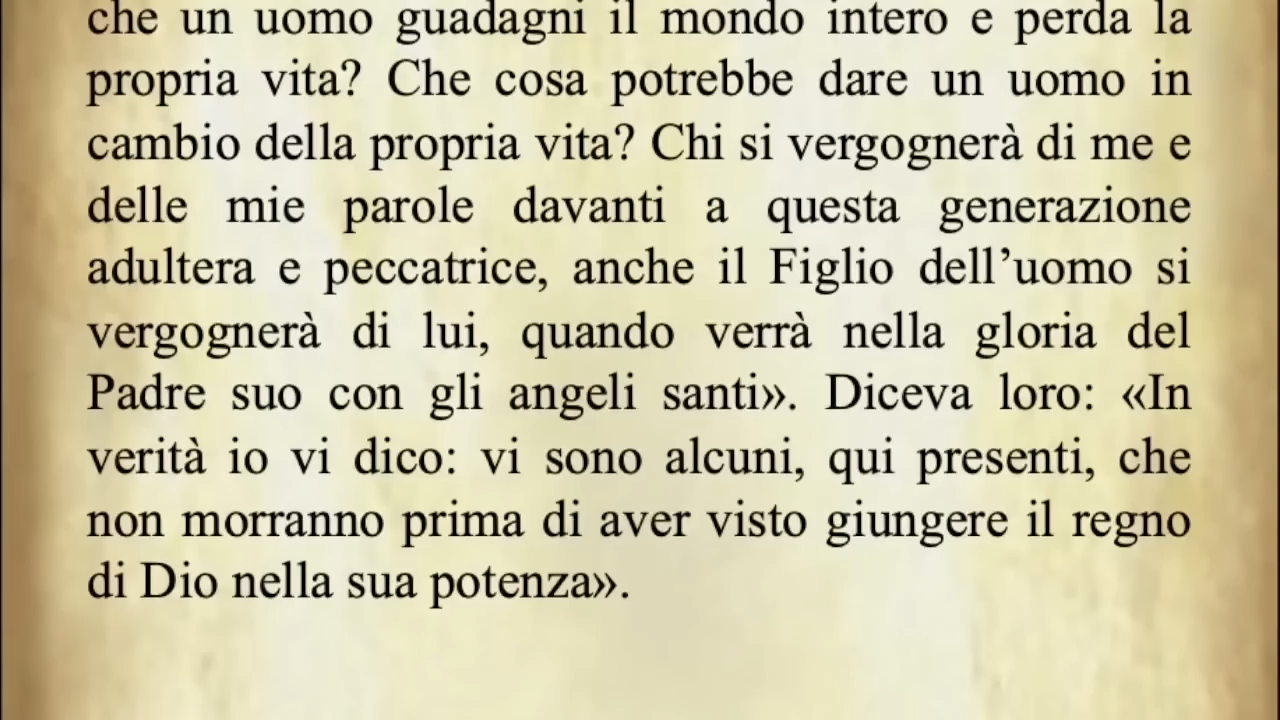 che un uomo guadagni il mondo intero e perda la
propria vita? Che cosa potrebbe dare un uomo in
cambio della propria vita? Chi si vergognerà di me e
delle mie parole davanti a questa generazione
adultera e peccatrice, anche il Figlio dell’uomo si
vergognerà di lui, quando verrà nella gloria del
Padre suo con gli angeli santi». Diceva loro: «In
verità io vi dico: vi sono alcuni, qui presenti, che
non morranno prima di aver visto giungere il regno
di Dio nella sua potenza».